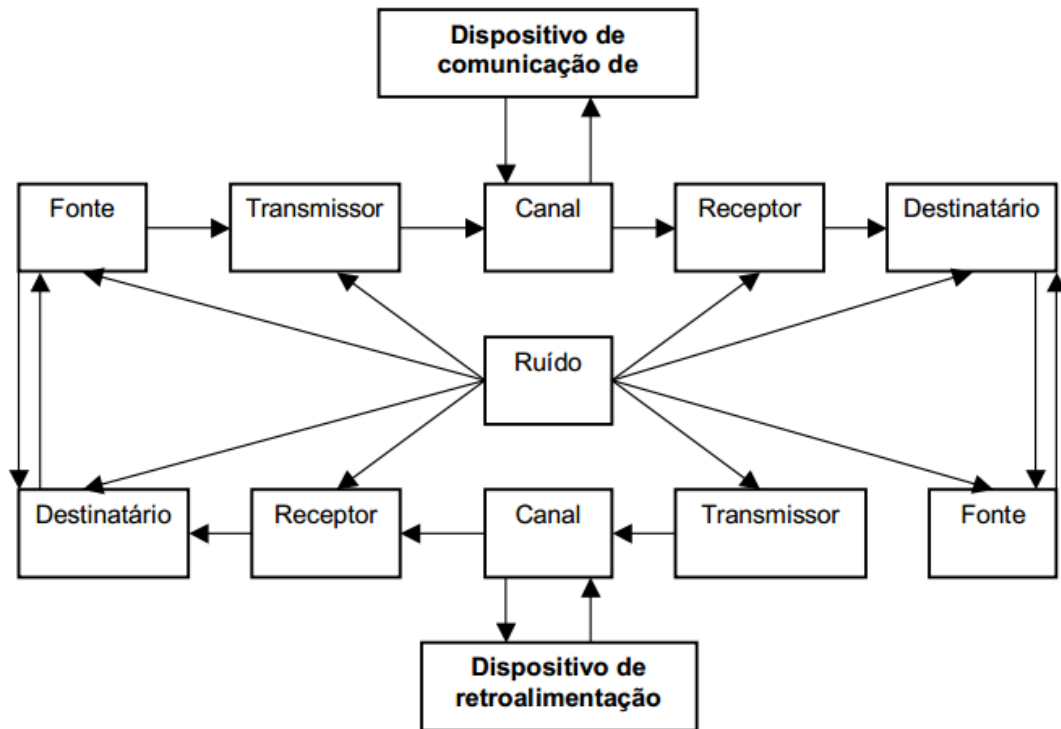 Dispositivo de
comunicação de
Fonte
Transmissor
Canal
Receptor
Destinatário
Ruído
Destinatário
Receptor
Canal
Transmissor
Fonte
Dispositivo de
retroalimentação